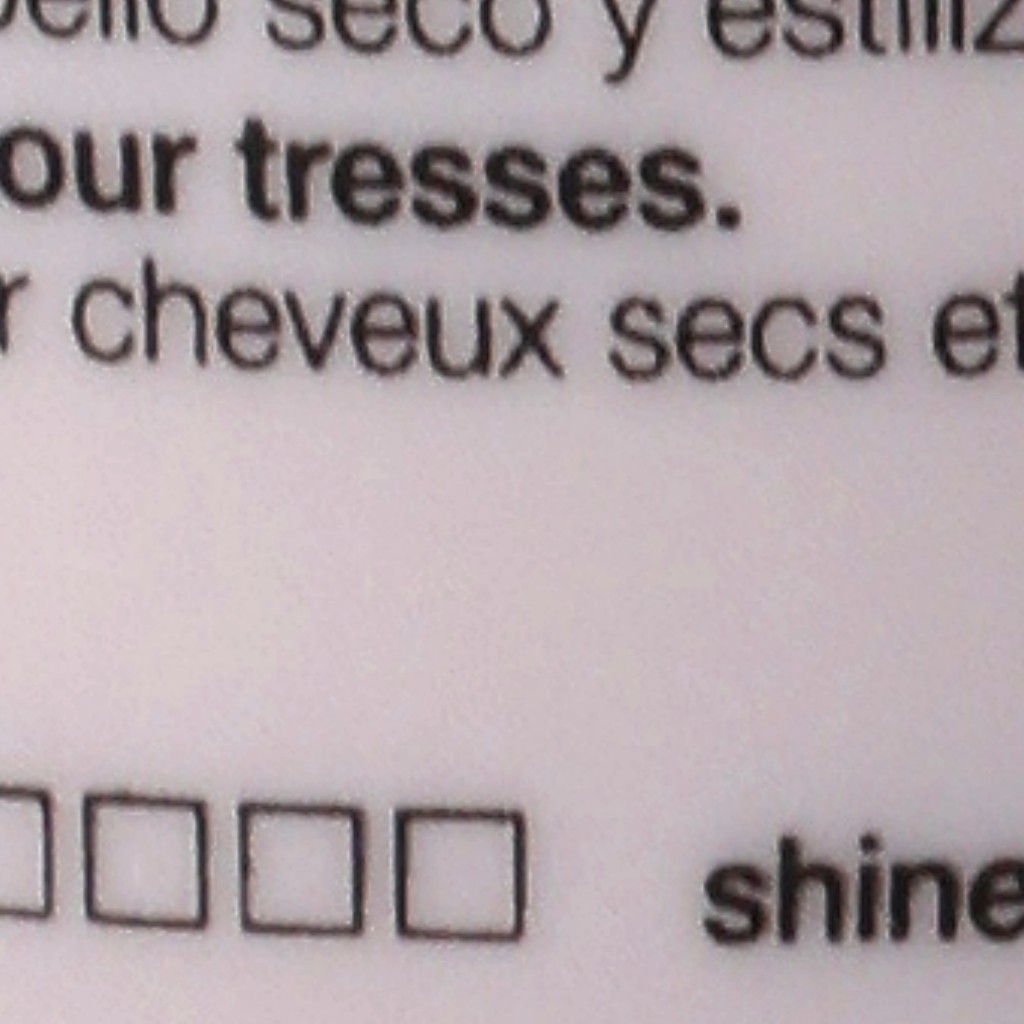 seco y
our tresses.
cheveux secs et
shine